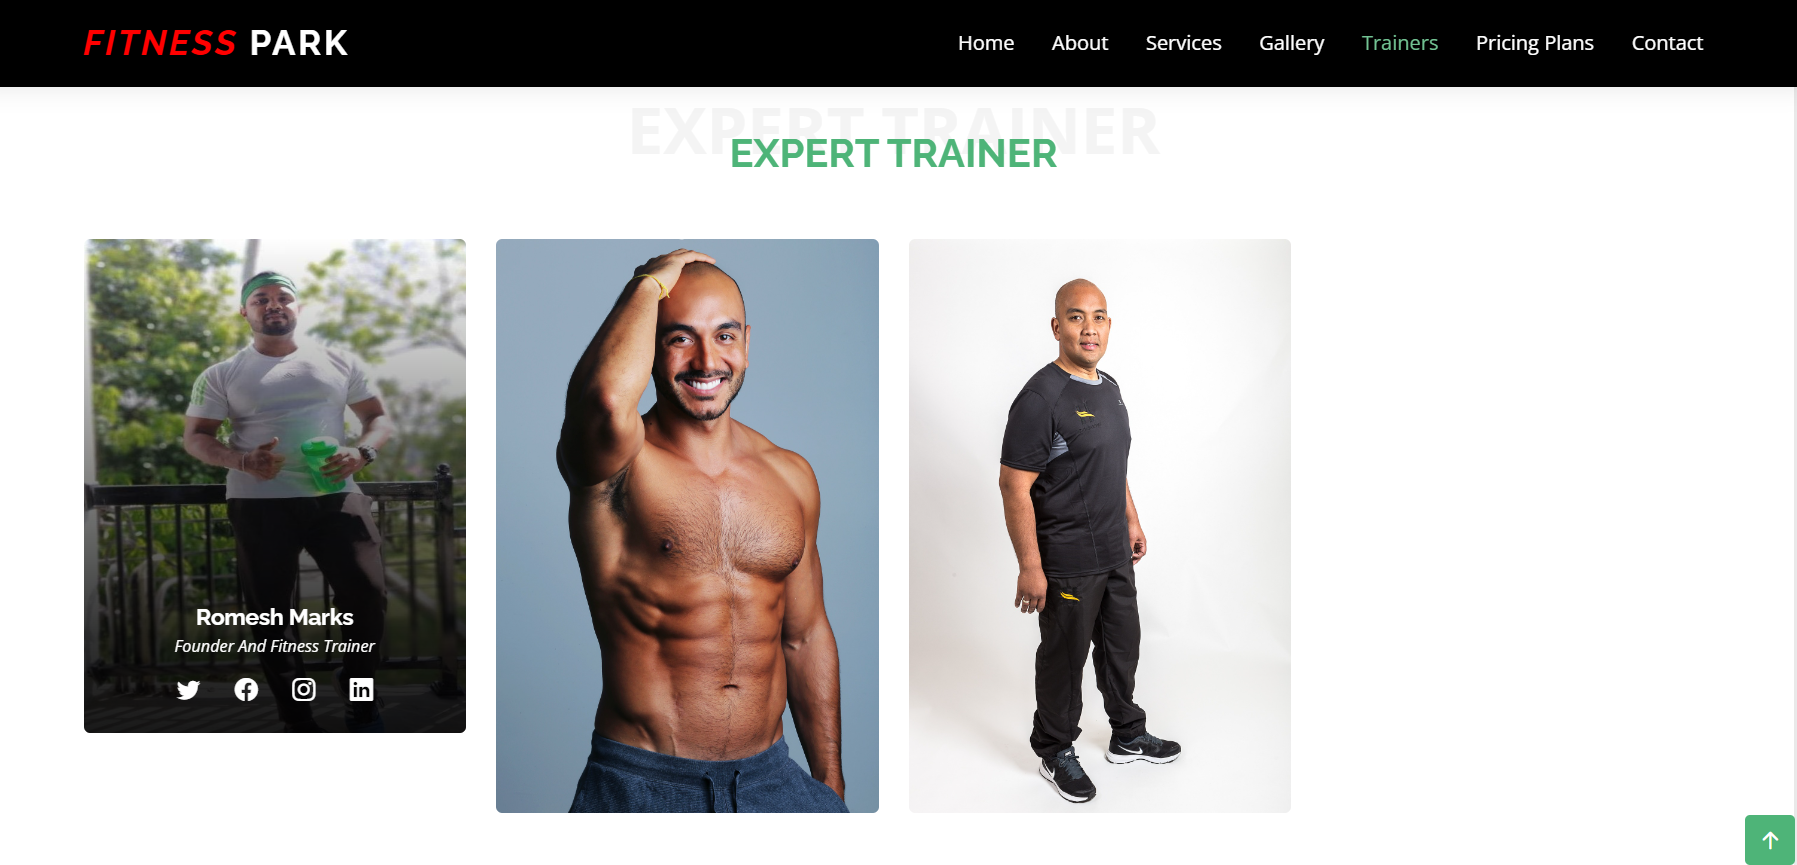 FITNESS PARK
Home About Services Gallery Trainers Pricing Plans Contact
EXPERT TRAINER
EXPERT TRAINER
Romesh Marks
Founder And Fitness Trainer